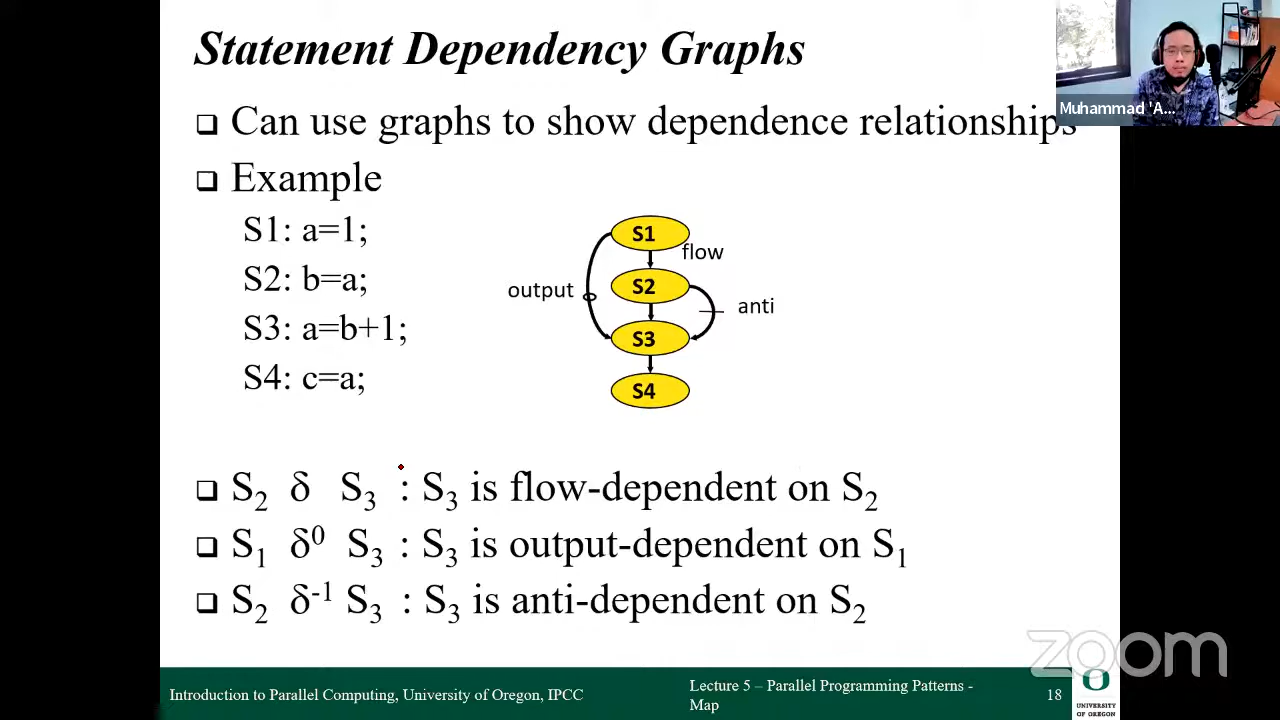 Statement Dependency Graphs
Muhammad 'A...
❑ Can use graphs to show dependence relationships
❑ Example
S1: a=1;
S2: b=a;
S3: a=b+1;
S4: c=a;
S1
flow
S2
output
anti
S3
S4
❑ S₂ δ S₃ : S₃ is flow-dependent on S₂
❑ S₁ δ⁰ S₃ : S₃ is output-dependent on S₁
❑ S₂ δ⁻¹ S₃ : S₃ is anti-dependent on S₂
zoom
Introduction to Parallel Computing, University of Oregon, IPCC
Lecture 5 – Parallel Programming Patterns -
Map
18
O
UNIVERSITY
OF OREGON